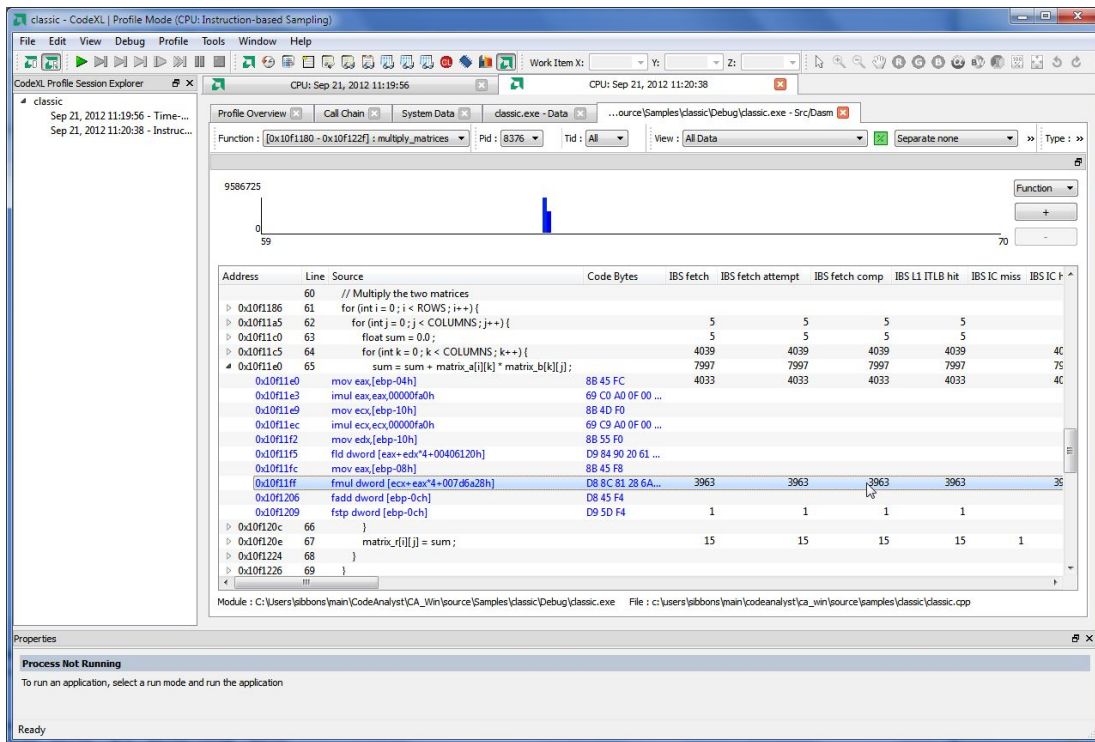 classic - CodeXL | Profile Mode (CPU: Instruction-based Sampling)
File Edit View Debug Profile Tools Window Help
Work Item X: Y: Z:
CodeXL Profile Session Explorer
CPU: Sep 21, 2012 11:19:56 CPU: Sep 21, 2012 11:20:38
classic
Sep 21, 2012 11:19:56 - Time-...
Sep 21, 2012 11:20:38 - Instruc...
Profile Overview Call Chain System Data classic.exe - Data ...ource\Samples\classic\Debug\classic.exe - Src/Dasm
Function : [0x10f1180 - 0x10f122f] : multiply_matrices Pid : 8376 Tid : All View : All Data Separate none » Type : »
9586725
0
59 70
Function
+
-
Address Line Source Code Bytes IBS fetch IBS fetch attempt IBS fetch comp IBS L1 ITLB hit IBS IC miss IBS IC h
60 // Multiply the two matrices
0x10f1186 61 for (int i = 0 ; i < ROWS ; i++) {
0x10f11a5 62 for (int j = 0 ; j < COLUMNS ; j++) { 5 5 5 5
0x10f11c0 63 float sum = 0.0 ; 5 5 5 5
0x10f11c5 64 for (int k = 0 ; k < COLUMNS ; k++) { 4039 4039 4039 4039 40
0x10f11e0 65 sum = sum + matrix_a[i][k] * matrix_b[k][j] ; 7997 7997 7997 7997 79
0x10f11e0 mov eax,[ebp-04h] 8B 45 FC 4033 4033 4033 4033 40
0x10f11e3 imul eax,eax,00000fa0h 69 C0 A0 0F 00 ...
0x10f11e9 mov ecx,[ebp-10h] 8B 4D F0
0x10f11ec imul ecx,ecx,00000fa0h 69 C9 A0 0F 00 ...
0x10f11f2 mov edx,[ebp-10h] 8B 55 F0
0x10f11f5 fld dword [eax+edx*4+00406120h] D9 84 90 20 61 ...
0x10f11fc mov eax,[ebp-08h] 8B 45 F8
0x10f11ff fmul dword [ecx+eax*4+007d6a28h] D8 8C 81 28 6A... 3963 3963 3963 3963 39
0x10f1206 fadd dword [ebp-0ch] D8 45 F4
0x10f1209 fstp dword [ebp-0ch] D9 5D F4 1 1 1 1
0x10f120c 66 }
0x10f120e 67 matrix_r[i][j] = sum ; 15 15 15 15 1
0x10f1224 68 }
0x10f1226 69 }
Module : C:\Users\sibbons\main\CodeAnalyst\CA_Win\source\Samples\classic\Debug\classic.exe File : c:\users\sibbons\main\codeanalyst\ca_win\source\samples\classic\classic.cpp
Properties
Process Not Running
To run an application, select a run mode and run the application
Ready